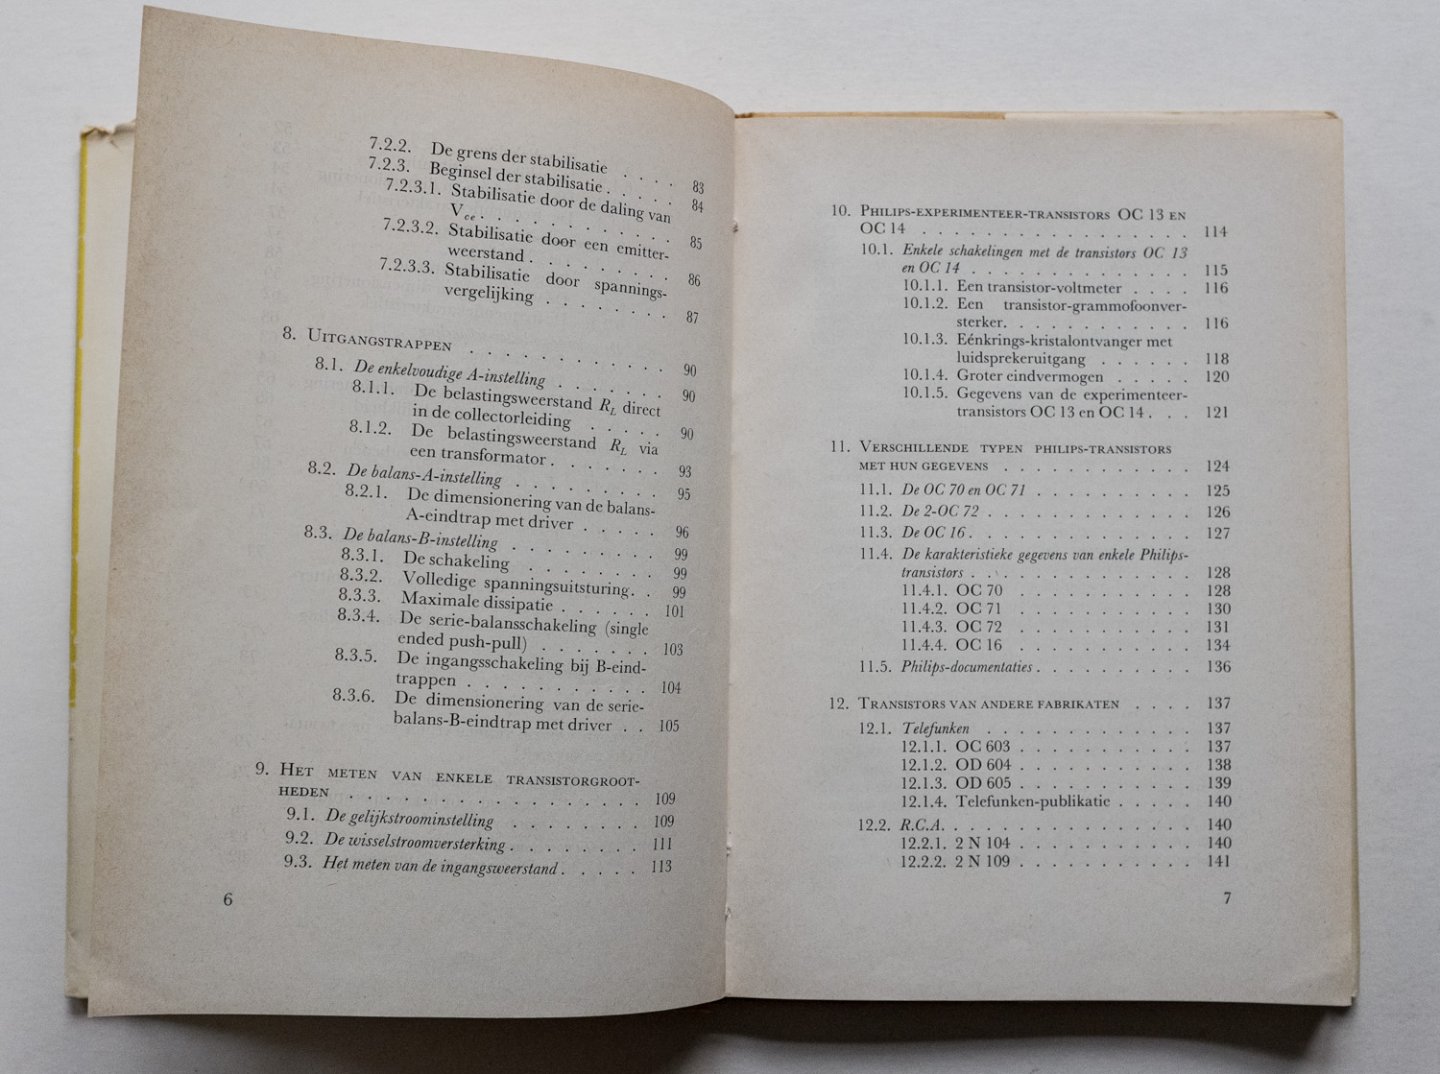 7.2.2. De grens der stabilisatie . . . . 83
7.2.3. Beginsel der stabilisatie . . . . . 84
7.2.3.1. Stabilisatie door de daling van
Vce . . . . . . . . . . . 85
7.2.3.2. Stabilisatie door een emitter-
weerstand . . . . . . . . . 86
7.2.3.3. Stabilisatie door spannings-
vergelijking . . . . . . . . 87
8. UITGANGSTRAPPEN . . . . . . . . . . . 90
8.1. De enkelvoudige A-instelling . . . . . . . 90
8.1.1. De belastingsweerstand RL direct
in de collectorleiding . . . . . 90
8.1.2. De belastingsweerstand RL via
een transformator . . . . . . . 93
8.2. De balans-A-instelling . . . . . . . . . 95
8.2.1. De dimensionering van de balans-
A-eindtrap met driver . . . . . 96
8.3. De balans-B-instelling . . . . . . . . . 99
8.3.1. De schakeling . . . . . . . . 99
8.3.2. Volledige spanningsuitsturing . . 99
8.3.3. Maximale dissipatie . . . . . . 101
8.3.4. De serie-balansschakeling (single
ended push-pull) . . . . . . . 103
8.3.5. De ingangsschakeling bij B-eind-
trappen . . . . . . . . . . . 104
8.3.6. De dimensionering van de serie-
balans-B-eindtrap met driver . . 105
9. HET METEN VAN ENKELE TRANSISTORGROOT-
HEDEN . . . . . . . . . . . . . . . . 109
9.1. De gelijkstroominstelling . . . . . . . . 109
9.2. De wisselstroomversterking . . . . . . . . 111
9.3. Het meten van de ingangsweerstand . . . . . 113
6
10. PHILIPS-EXPERIMENTEER-TRANSISTORS OC 13 EN
OC 14 . . . . . . . . . . . . . . . . 114
10.1. Enkele schakelingen met de transistors OC 13
en OC 14 . . . . . . . . . . . . . 115
10.1.1. Een transistor-voltmeter . . . . 116
10.1.2. Een transistor-grammofoonver-
sterker . . . . . . . . . . . 116
10.1.3. Eénkrings-kristalontvanger met
luidsprekeruitgang . . . . . . 118
10.1.4. Groter eindvermogen . . . . . 120
10.1.5. Gegevens van de experimenteer-
transistors OC 13 en OC 14 . . . 121
11. VERSCHILLENDE TYPEN PHILIPS-TRANSISTORS
MET HUN GEGEVENS . . . . . . . . . . . 124
11.1. De OC 70 en OC 71 . . . . . . . . . . 125
11.2. De 2-OC 72 . . . . . . . . . . . . 126
11.3. De OC 16 . . . . . . . . . . . . . 127
11.4. De karakteristieke gegevens van enkele Philips-
transistors . . . . . . . . . . . . . 128
11.4.1. OC 70 . . . . . . . . . . 128
11.4.2. OC 71 . . . . . . . . . . 130
11.4.3. OC 72 . . . . . . . . . . 131
11.4.4. OC 16 . . . . . . . . . . 134
11.5. Philips-documentaties . . . . . . . . . 136
12. TRANSISTORS VAN ANDERE FABRIKATEN . . . . 137
12.1. Telefunken . . . . . . . . . . . . 137
12.1.1. OC 603 . . . . . . . . . . 137
12.1.2. OD 604 . . . . . . . . . . 138
12.1.3. OD 605 . . . . . . . . . . 139
12.1.4. Telefunken-publikatie . . . . . 140
12.2. R.C.A. . . . . . . . . . . . . . . 140
12.2.1. 2 N 104 . . . . . . . . . . 140
12.2.2. 2 N 109 . . . . . . . . . . 141
7